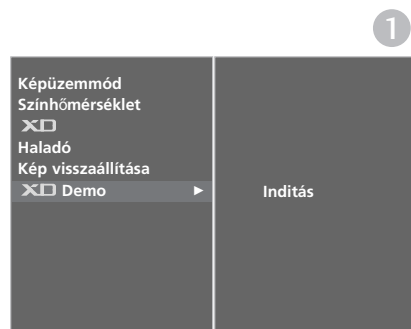 1
Képüzemmód
Színhőmérséklet
XD
Haladó
Kép visszaállítása
XD Demo ►
Inditás